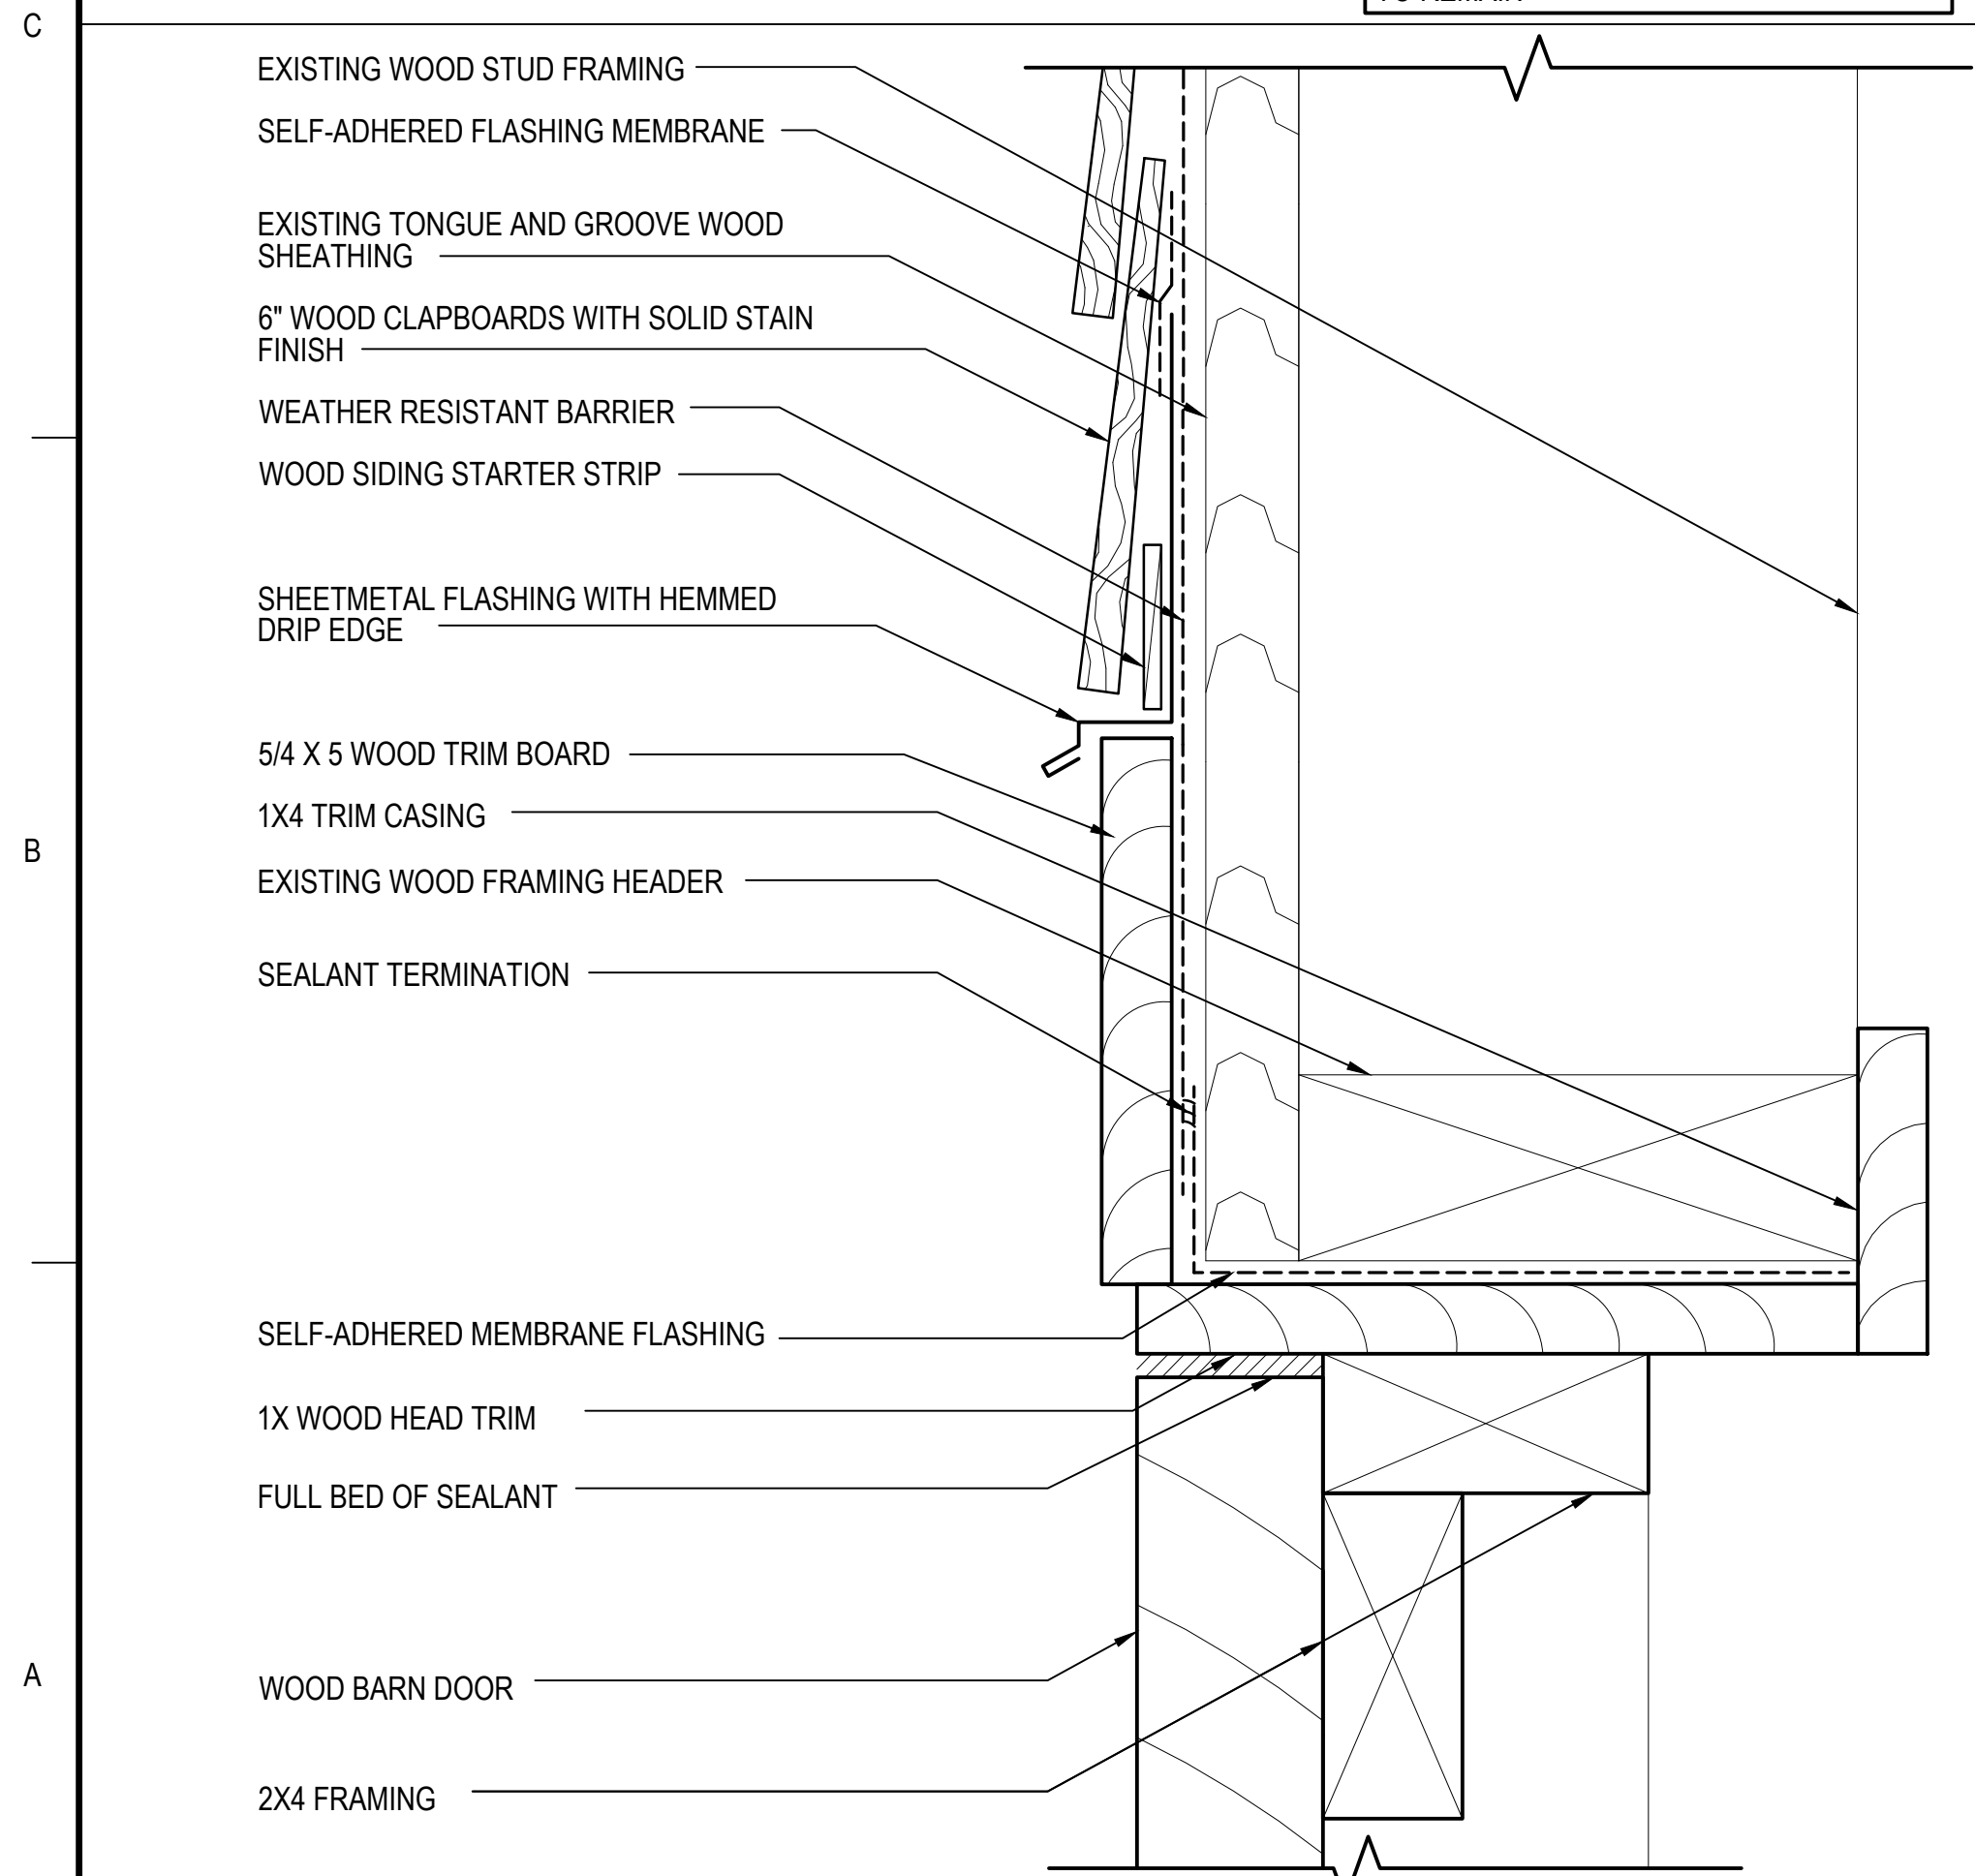 TO REMAIN
C
EXISTING WOOD STUD FRAMING
SELF-ADHERED FLASHING MEMBRANE
EXISTING TONGUE AND GROOVE WOOD
SHEATHING
6" WOOD CLAPBOARDS WITH SOLID STAIN
FINISH
WEATHER RESISTANT BARRIER
WOOD SIDING STARTER STRIP
SHEETMETAL FLASHING WITH HEMMED
DRIP EDGE
5/4 X 5 WOOD TRIM BOARD
1X4 TRIM CASING
B
EXISTING WOOD FRAMING HEADER
SEALANT TERMINATION
SELF-ADHERED MEMBRANE FLASHING
1X WOOD HEAD TRIM
FULL BED OF SEALANT
A
WOOD BARN DOOR
2X4 FRAMING